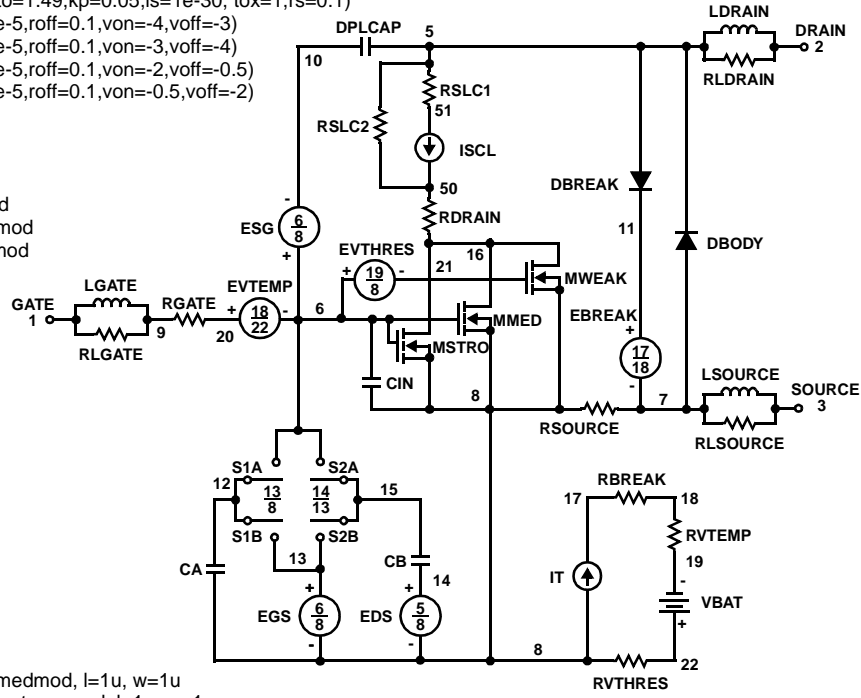 to=1.49,kp=0.05,is=1e-30, tox=1,rs=0.1)
e-5,roff=0.1,von=-4,voff=-3)
e-5,roff=0.1,von=-3,voff=-4)
e-5,roff=0.1,von=-2,voff=-0.5)
e-5,roff=0.1,von=-0.5,voff=-2)
d
mod
mod
LDRAIN
DPLCAP
5
DRAIN
2
10
RLDRAIN
RSLC1
51
RSLC2
ISCL
50
DBREAK
RDRAIN
ESG
6
8
-
+
11
DBODY
EVTHRES
+
19
8
-
21
16
MWEAK
LGATE
EVTEMP
GATE
1
RGATE
+
18
22
-
6
EBREAK
+
MMED
9
20
RLGATE
MSTRO
17
18
-
LSOURCE
CIN
8
7
SOURCE
3
RSOURCE
RLSOURCE
S1A
S2A
12
13
8
14
13
15
RBREAK
17
18
S1B
S2B
RVTEMP
13
CB
19
CA
14
IT
-
+
+
VBAT
EGS
6
8
EDS
5
8
+
-
-
8
22
RVTHRES
medmod, l=1u, w=1u